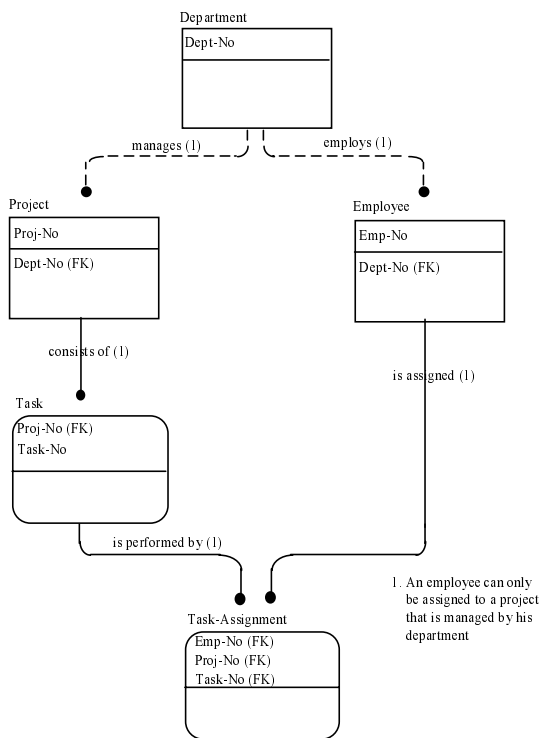 Department
Dept-No
manages (1)
employs (1)
Project
Proj-No
Dept-No (FK)
Employee
Emp-No
Dept-No (FK)
consists of (1)
is assigned (1)
Task
Proj-No (FK)
Task-No
is performed by (1)
1. An employee can only
be assigned to a project
that is managed by his
department
Task-Assignment
Emp-No (FK)
Proj-No (FK)
Task-No (FK)